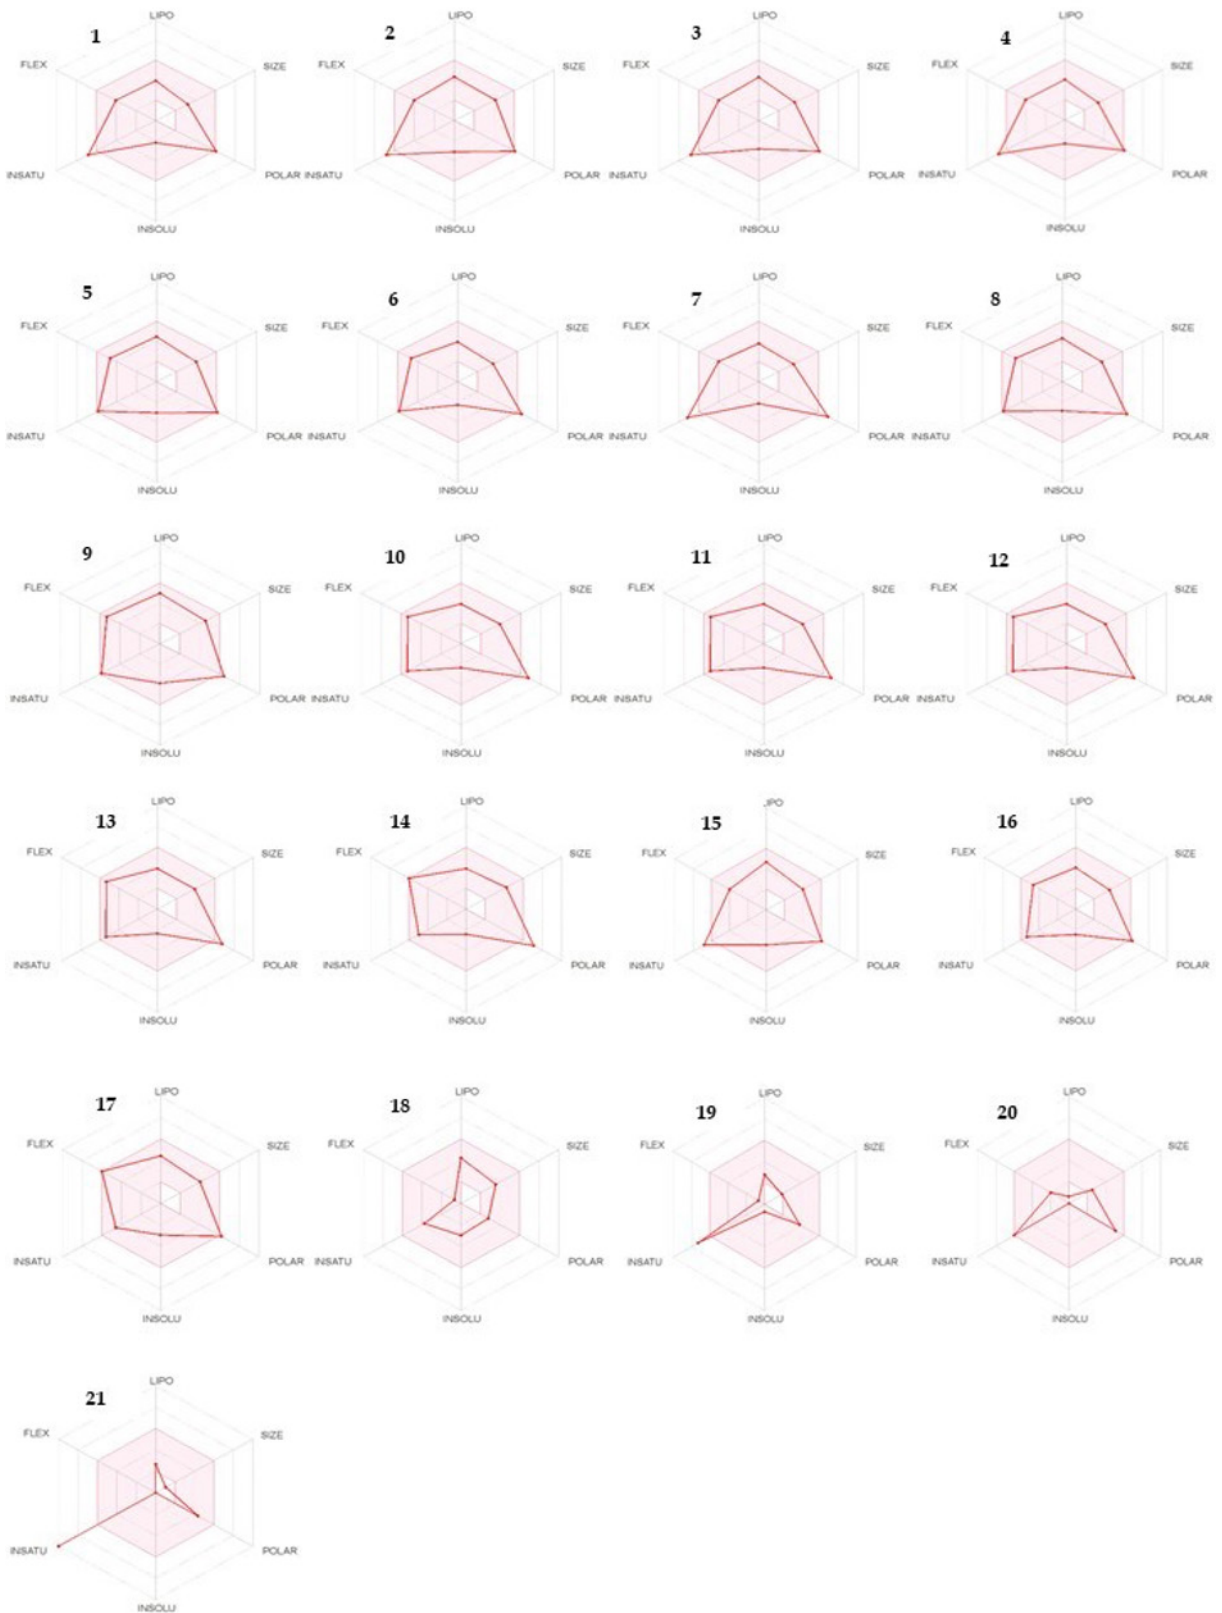 LIPO LIPO LIPO LIPO
1 2 3 4
FLEX SIZE FLEX SIZE FLEX SIZE FLEX SIZE
INSATU POLAR INSATU POLAR INSATU POLAR INSATU POLAR
INSOLU INSOLU INSOLU INSOLU
LIPO LIPO LIPO LIPO
5 6 7 8
FLEX SIZE FLEX SIZE FLEX SIZE FLEX SIZE
INSATU POLAR INSATU POLAR INSATU POLAR INSATU POLAR
INSOLU INSOLU INSOLU INSOLU
LIPO LIPO LIPO LIPO
9 10 11 12
FLEX SIZE FLEX SIZE FLEX SIZE FLEX SIZE
INSATU POLAR INSATU POLAR INSATU POLAR INSATU POLAR
INSOLU INSOLU INSOLU INSOLU
LIPO LIPO LIPO LIPO
13 14 15 16
FLEX SIZE FLEX SIZE FLEX SIZE FLEX SIZE
INSATU POLAR INSATU POLAR INSATU POLAR INSATU POLAR
INSOLU INSOLU INSOLU INSOLU
LIPO LIPO LIPO LIPO
17 18 19 20
FLEX SIZE FLEX SIZE FLEX SIZE FLEX SIZE
INSATU POLAR INSATU POLAR INSATU POLAR INSATU POLAR
INSOLU INSOLU INSOLU INSOLU
LIPO
21
FLEX SIZE
INSATU POLAR
INSOLU